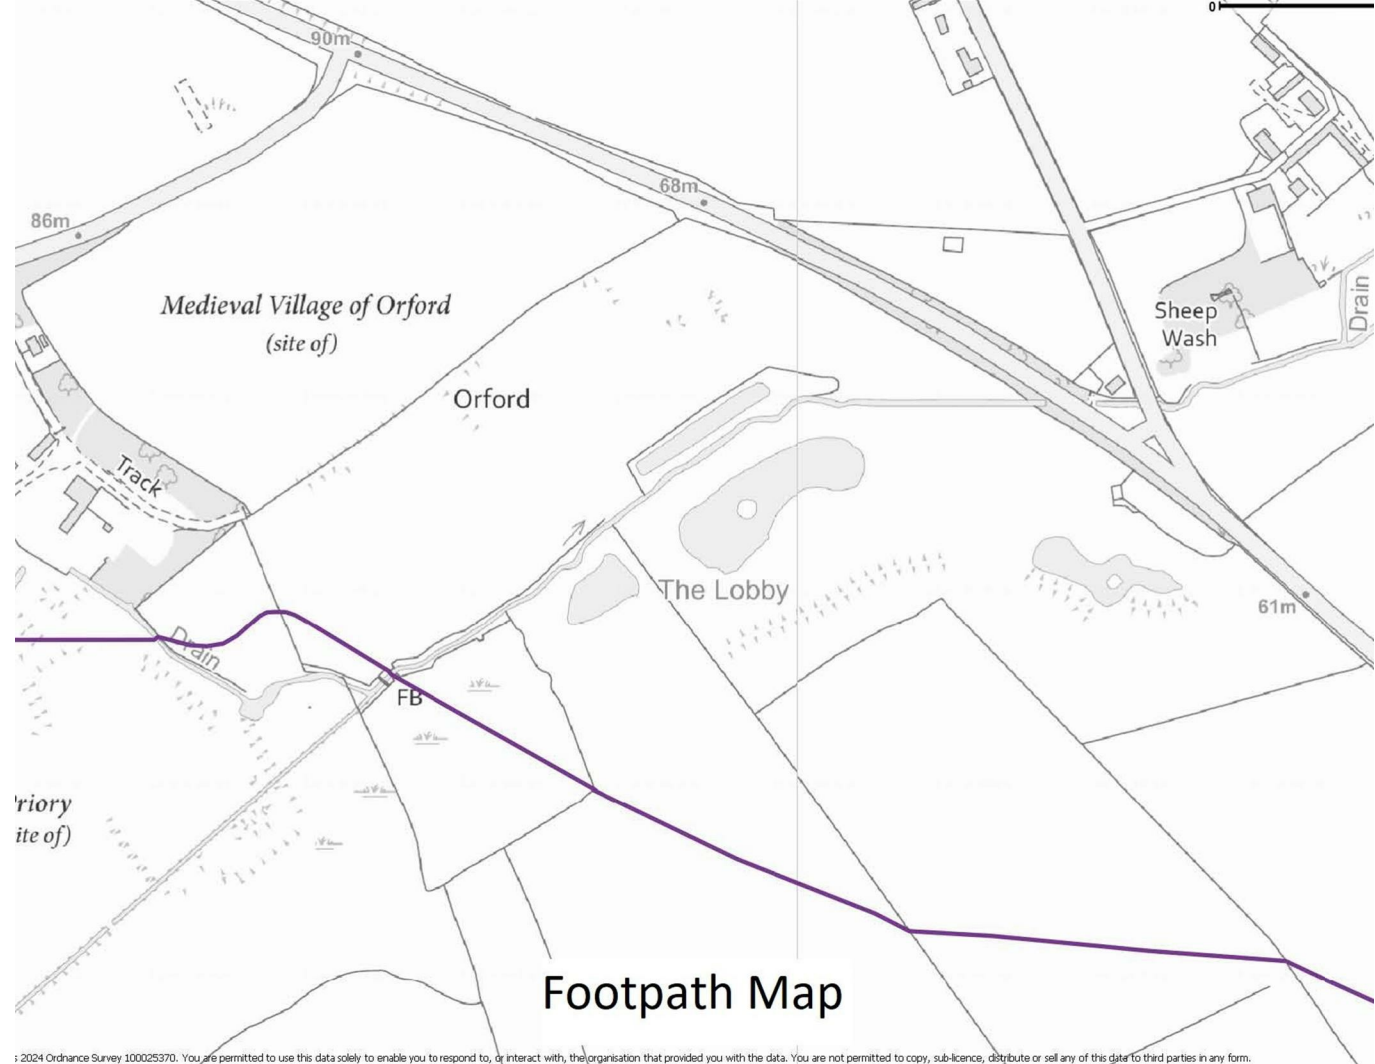 0
90m
68m
86m
Medieval Village of Orford
(site of)
Sheep
Wash
Drain
Orford
Track
The Lobby
61m
Drain
FB
riory
ite of)
Footpath Map
s 2024 Ordnance Survey 100025370. You are permitted to use this data solely to enable you to respond to, or interact with, the organisation that provided you with the data. You are not permitted to copy, sub-licence, distribute or sell any of this data to third parties in any form.